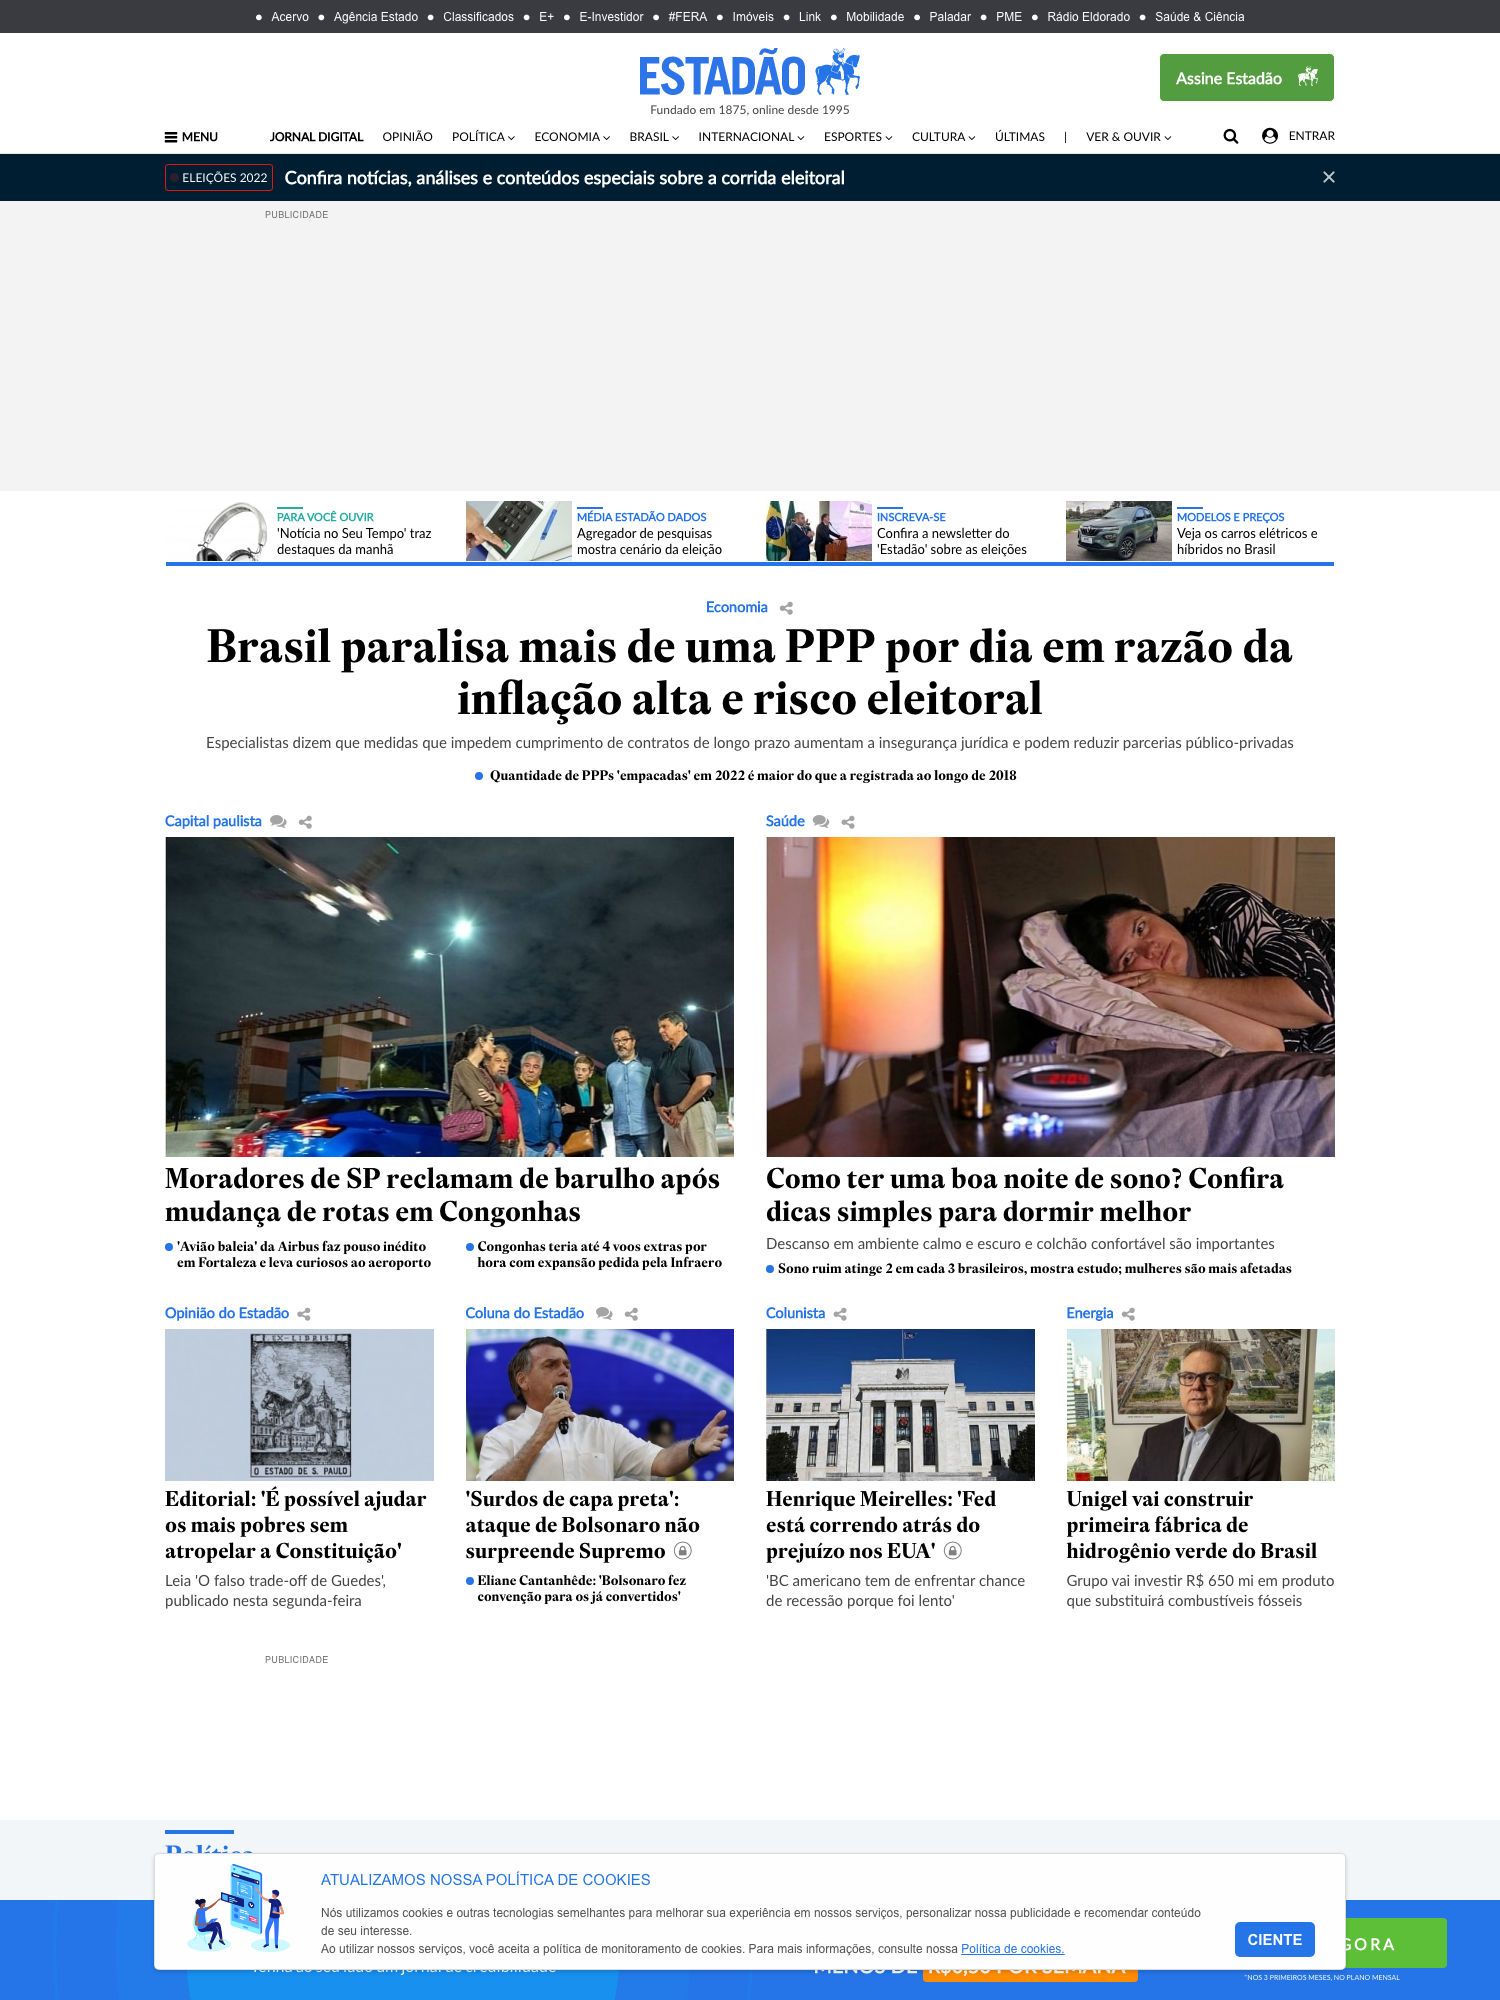 Acervo Agência Estado Classificados E+ E-Investidor #FERA Imóveis Link Mobilidade Paladar PME Rádio Eldorado Saúde & Ciência
ESTADÃO
Fundado em 1875, online desde 1995
Assine Estadão
MENU JORNAL DIGITAL OPINIÃO POLÍTICA ECONOMIA BRASIL INTERNACIONAL ESPORTES CULTURA ÚLTIMAS | VER & OUVIR ENTRAR
ELEIÇÕES 2022 Confira notícias, análises e conteúdos especiais sobre a corrida eleitoral
PUBLICIDADE
PARA VOCÊ OUVIR
'Notícia no Seu Tempo' traz
destaques da manhã
MÉDIA ESTADÃO DADOS
Agregador de pesquisas
mostra cenário da eleição
INSCREVA-SE
Confira a newsletter do
'Estadão' sobre as eleições
MODELOS E PREÇOS
Veja os carros elétricos e
híbridos no Brasil
Economia
Brasil paralisa mais de uma PPP por dia em razão da
inflação alta e risco eleitoral
Especialistas dizem que medidas que impedem cumprimento de contratos de longo prazo aumentam a insegurança jurídica e podem reduzir parcerias público-privadas
Quantidade de PPPs 'empacadas' em 2022 é maior do que a registrada ao longo de 2018
Capital paulista
Moradores de SP reclamam de barulho após
mudança de rotas em Congonhas
'Avião baleia' da Airbus faz pouso inédito
em Fortaleza e leva curiosos ao aeroporto
Congonhas teria até 4 voos extras por
hora com expansão pedida pela Infraero
Saúde
Como ter uma boa noite de sono? Confira
dicas simples para dormir melhor
Descanso em ambiente calmo e escuro e colchão confortável são importantes
Sono ruim atinge 2 em cada 3 brasileiros, mostra estudo; mulheres são mais afetadas
Opinião do Estadão
EX-LIBRIS
O ESTADO DE S. PAULO
Editorial: 'É possível ajudar
os mais pobres sem
atropelar a Constituição'
Leia 'O falso trade-off de Guedes',
publicado nesta segunda-feira
Coluna do Estadão
'Surdos de capa preta':
ataque de Bolsonaro não
surpreende Supremo
Eliane Cantanhêde: 'Bolsonaro fez
convenção para os já convertidos'
Colunista
Henrique Meirelles: 'Fed
está correndo atrás do
prejuízo nos EUA'
'BC americano tem de enfrentar chance
de recessão porque foi lento'
Energia
Unigel vai construir
primeira fábrica de
hidrogênio verde do Brasil
Grupo vai investir R$ 650 mi em produto
que substituirá combustíveis fósseis
PUBLICIDADE
Política
ATUALIZAMOS NOSSA POLÍTICA DE COOKIES
Nós utilizamos cookies e outras tecnologias semelhantes para melhorar sua experiência em nossos serviços, personalizar nossa publicidade e recomendar conteúdo
de seu interesse.
Ao utilizar nossos serviços, você aceita a política de monitoramento de cookies. Para mais informações, consulte nossa Política de cookies.
CIENTE
GORA
*NOS 3 PRIMEIROS MESES, NO PLANO MENSAL